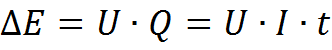 ΔE = U · Q = U · I · t